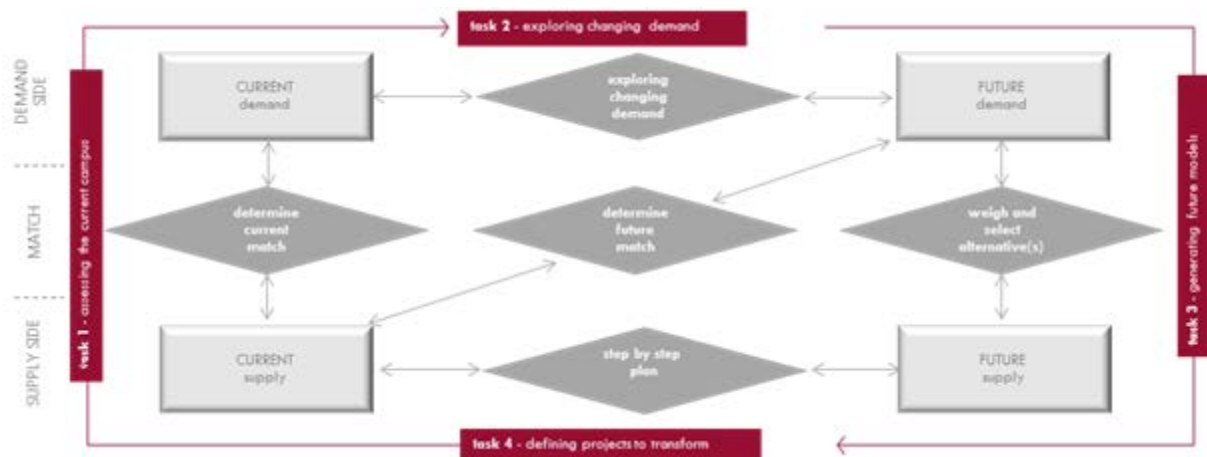 task 2 - exploring changing demand
DEMAND SIDE
CURRENT
demand
exploring
changing
demand
FUTURE
demand
task 1 - assessing the current campus
MATCH
determine
current
match
determine
future
match
weigh and
select
alternative(s)
task 3 - generating future models
SUPPLY SIDE
CURRENT
supply
step by step
plan
FUTURE
supply
task 4 - defining projects to transform